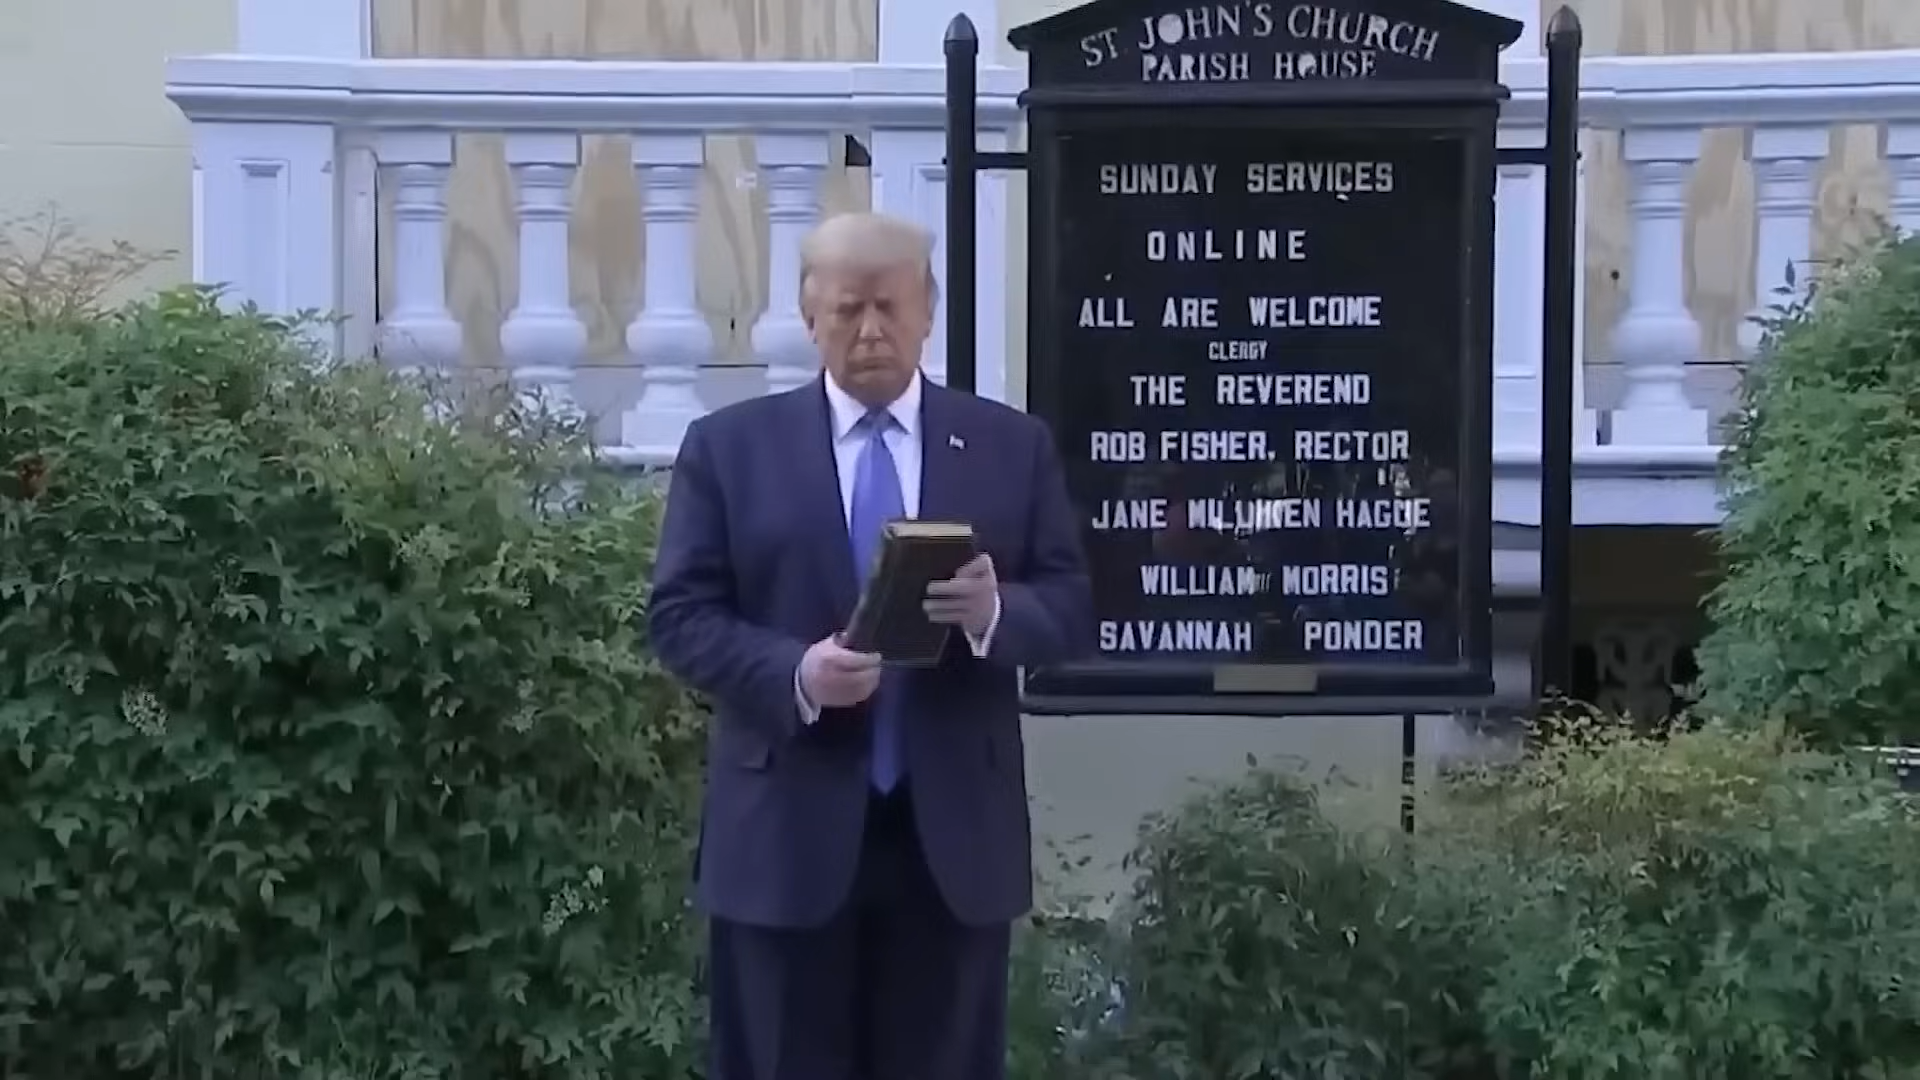 ST. JOHN'S CHURCH
PARISH HOUSE
SUNDAY SERVICES
ONLINE
ALL ARE WELCOME
CLERGY
THE REVEREND
ROB FISHER, RECTOR
JANE MILLIKEN HAGUE
WILLIAM MORRIS
SAVANNAH PONDER